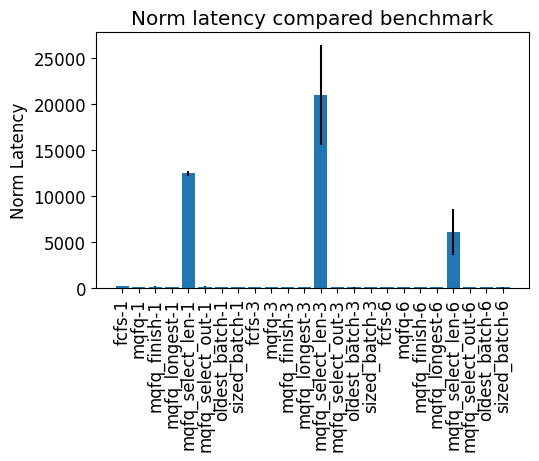 Norm latency compared benchmark
Norm Latency
25000
20000
15000
10000
5000
0
fcfs-1
mqfq-1
mqfq_finish-1
mqfq_longest-1
mqfq_select_len-1
mqfq_select_out-1
oldest_batch-1
sized_batch-1
fcfs-3
mqfq-3
mqfq_finish-3
mqfq_longest-3
mqfq_select_len-3
mqfq_select_out-3
oldest_batch-3
sized_batch-3
fcfs-6
mqfq-6
mqfq_finish-6
mqfq_longest-6
mqfq_select_len-6
mqfq_select_out-6
oldest_batch-6
sized_batch-6